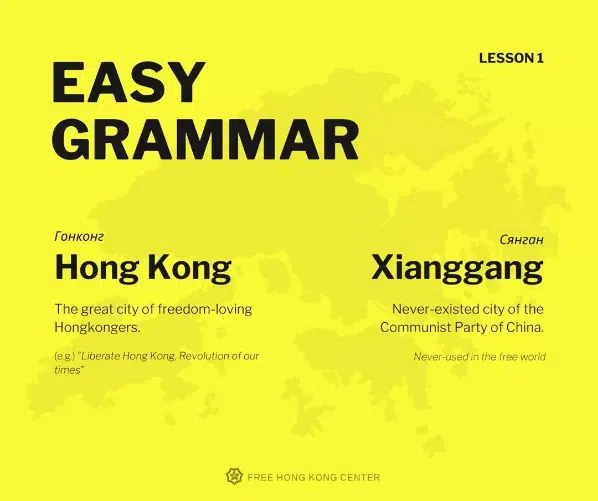 LESSON 1
EASY
GRAMMAR
Гонконг
Hong Kong
The great city of freedom-loving
Hongkongers.
(e.g.) "Liberate Hong Kong, Revolution of our
times"
Сянган
Xianggang
Never-existed city of the
Communist Party of China.
Never-used in the free world
FREE HONG KONG CENTER